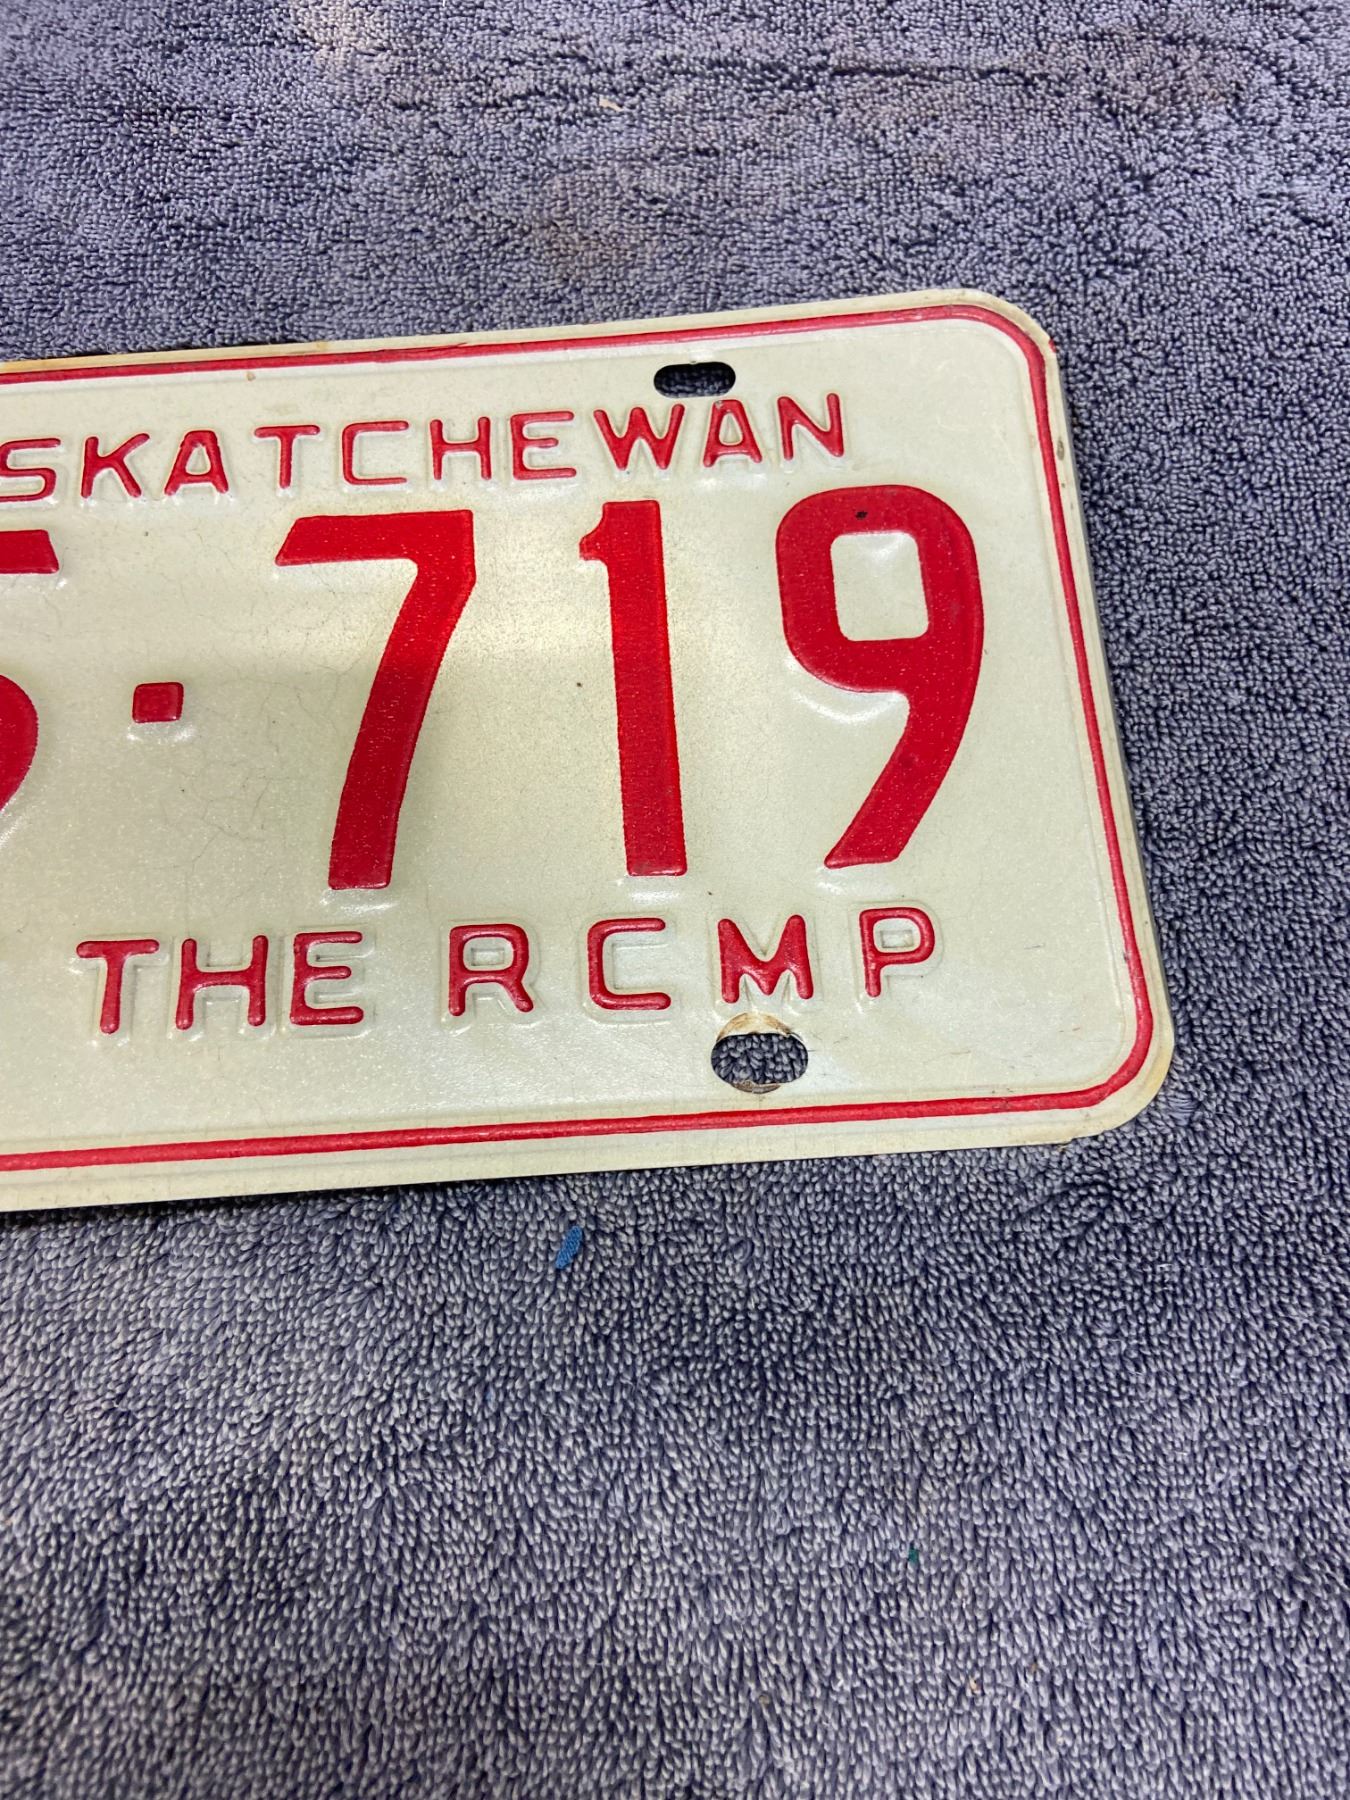 SKATCHEWAN
5·719
THE RCMP